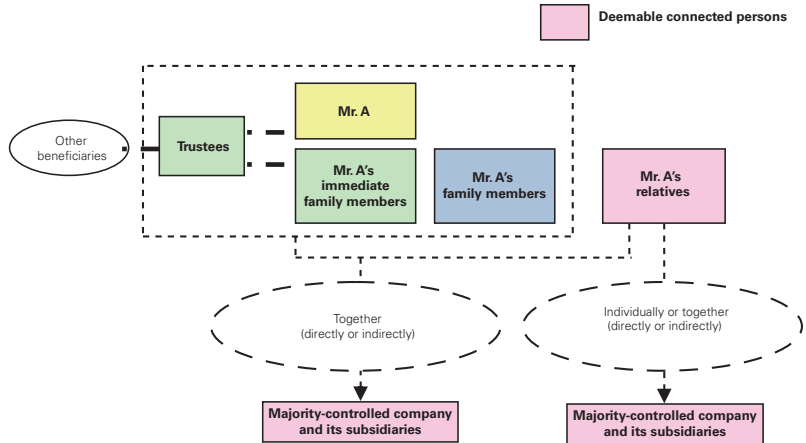 Deemable connected persons
Other
beneficiaries
Trustees
Mr. A
Mr. A's
immediate
family members
Mr. A's
family members
Mr. A's
relatives
Together
(directly or indirectly)
Individually or together
(directly or indirectly)
Majority-controlled company
and its subsidiaries
Majority-controlled company
and its subsidiaries